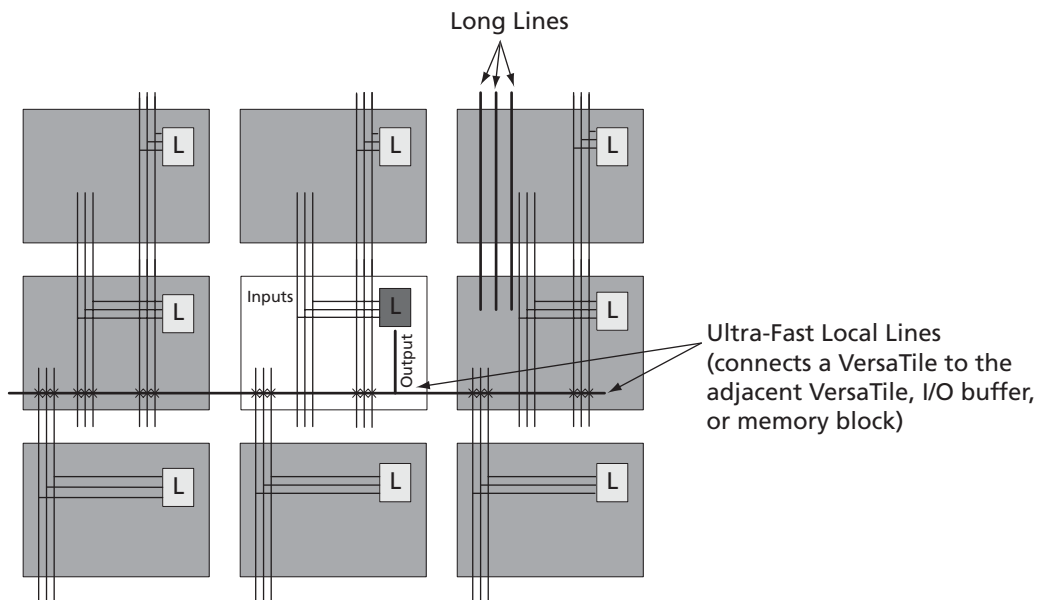 Long Lines
L
L
L
L
Inputs
L
L
Output
Ultra-Fast Local Lines
(connects a VersaTile to the
adjacent VersaTile, I/O buffer,
or memory block)
L
L
L